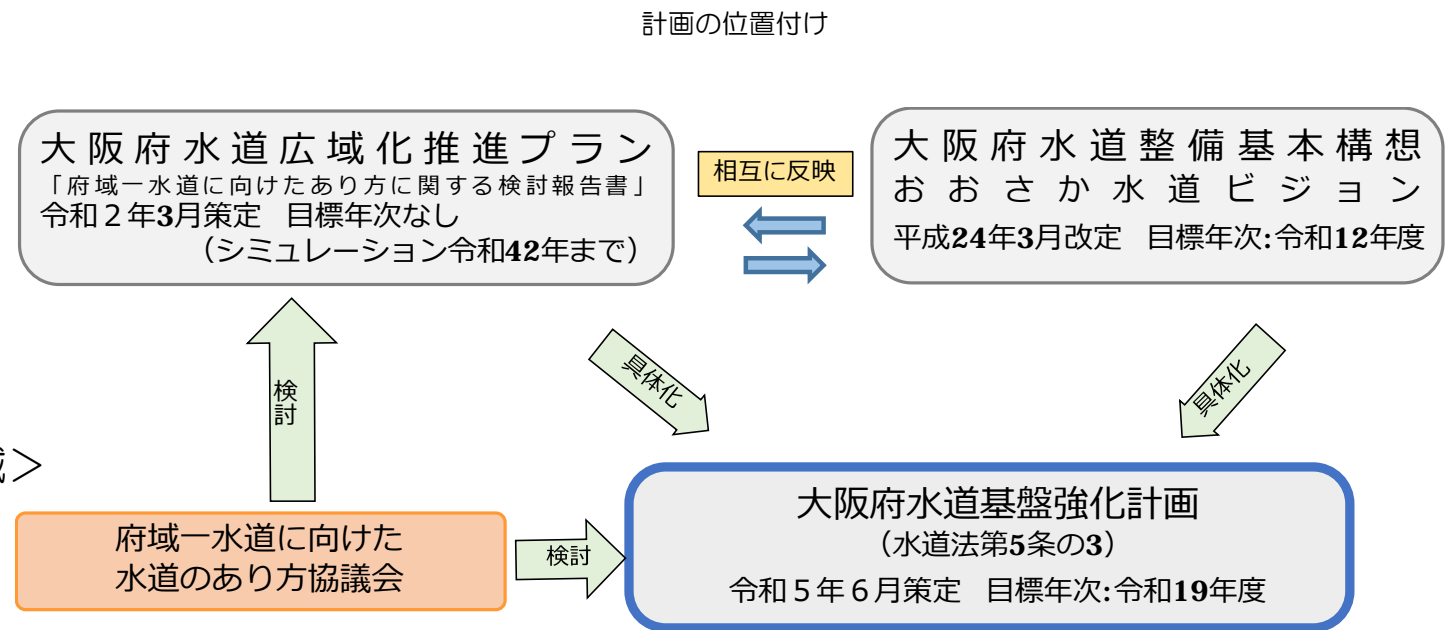 計画の位置付け
大阪府水道広域化推進プラン
「府域一水道に向けたあり方に関する検討報告書」
令和２年3月策定　目標年次なし
（シミュレーション令和42年まで）
相互に反映
大阪府水道整備基本構想
おおさか水道ビジョン
平成24年3月改定　目標年次:令和12年度
検討
具体化
具体化
＞
府域一水道に向けた
水道のあり方協議会
検討
大阪府水道基盤強化計画
（水道法第5条の3）
令和５年６月策定　目標年次:令和19年度